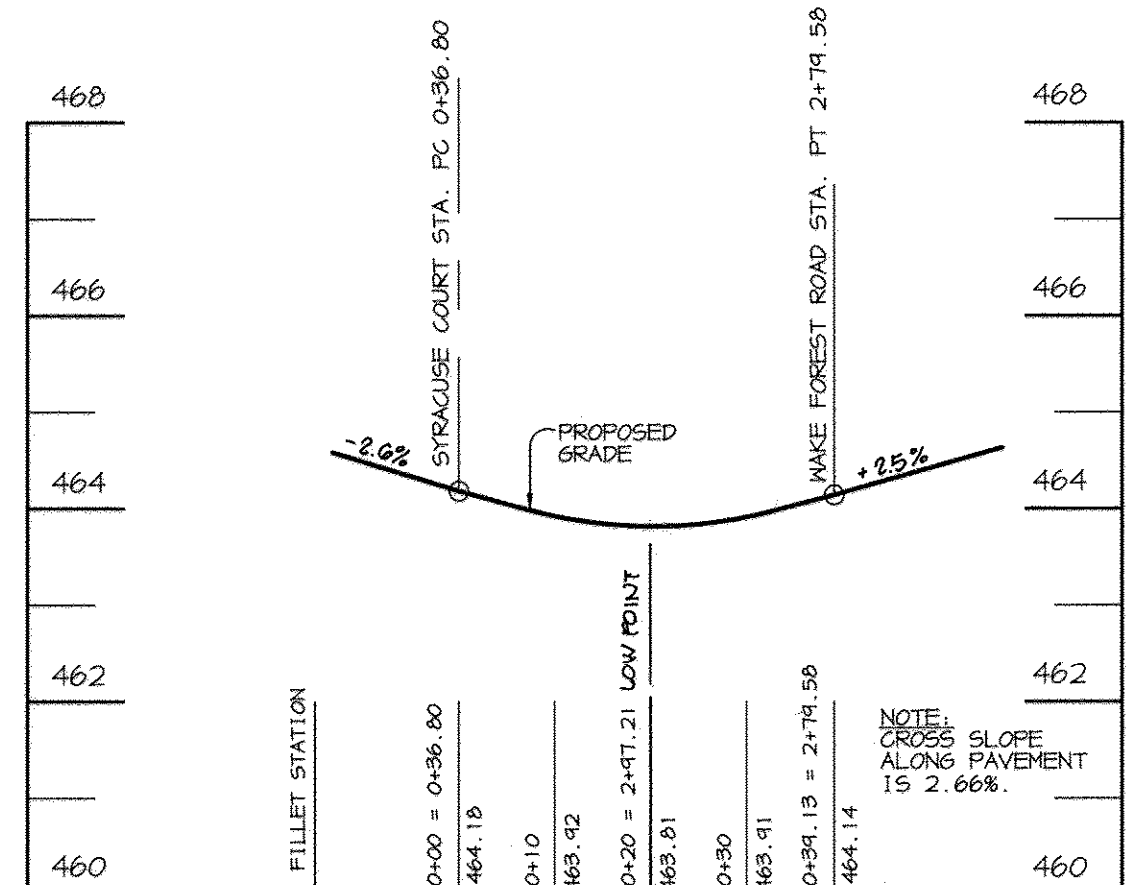 468
466
464
462
460
SYRACUSE COURT STA. PC 0+36.80
WAKE FOREST ROAD STA. PT 2+79.58
468
466
464
462
460
-2.6%
PROPOSED
GRADE
+2.5%
LOW POINT
FILLET STATION
0+00 = 0+36.80
464.18
0+10
463.92
0+20 = 2+97.21
463.81
0+30
463.91
0+39.13 = 2+79.58
464.14
NOTE:
CROSS SLOPE
ALONG PAVEMENT
IS 2.66%.